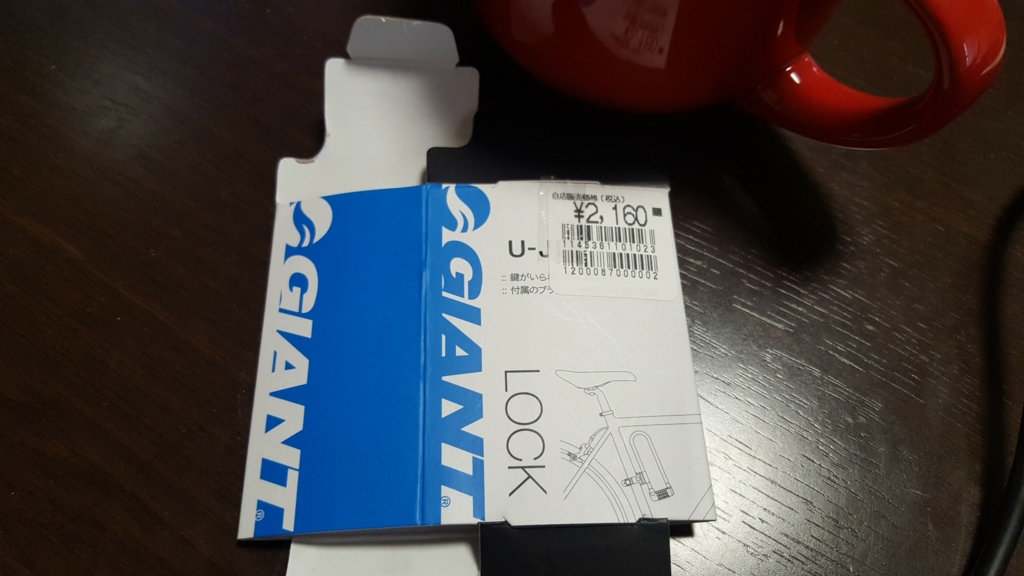 GIANT®
GIANT®
自店販売価格(税込)
¥2,160
1145361101023
1200087000002
U-J
:: 鍵がいら
:: 付属のプラ
LOCK